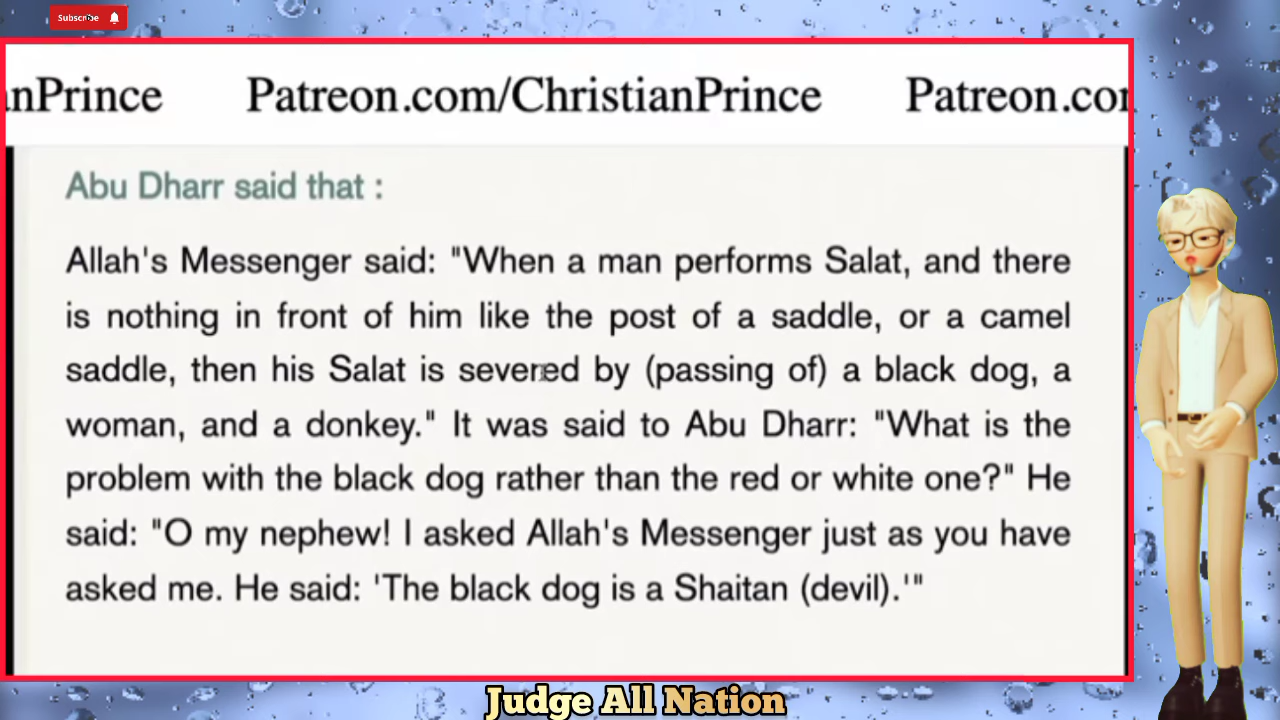 Subscribe
anPrince Patreon.com/ChristianPrince Patreon.com
Abu Dharr said that :
Allah's Messenger said: "When a man performs Salat, and there
is nothing in front of him like the post of a saddle, or a camel
saddle, then his Salat is severed by (passing of) a black dog, a
woman, and a donkey." It was said to Abu Dharr: "What is the
problem with the black dog rather than the red or white one?" He
said: "O my nephew! I asked Allah's Messenger just as you have
asked me. He said: 'The black dog is a Shaitan (devil).'"
Judge All Nation